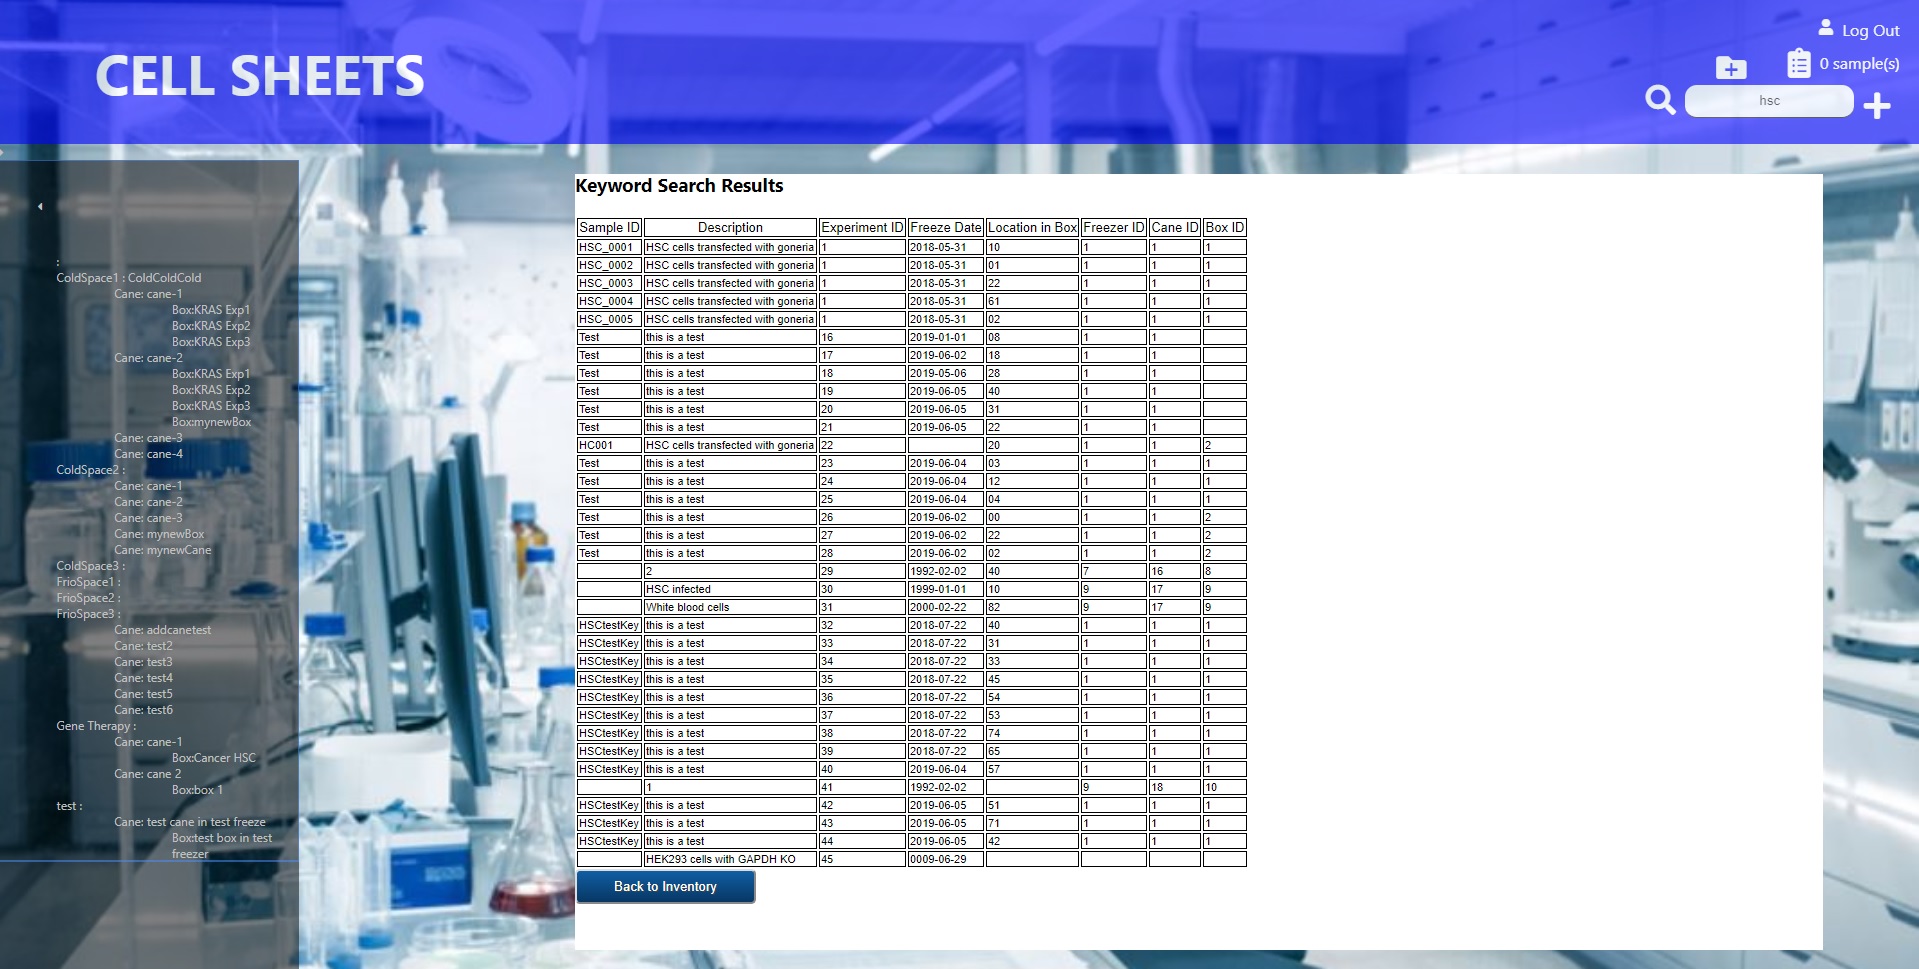 Log Out
CELL SHEETS
0 sample(s)
hsc
:
ColdSpace1 : ColdColdCold
Cane: cane-1
Box:KRAS Exp1
Box:KRAS Exp2
Box:KRAS Exp3
Cane: cane-2
Box:KRAS Exp1
Box:KRAS Exp2
Box:KRAS Exp3
Box:mynewBox
Cane: cane-3
Cane: cane-4
ColdSpace2 :
Cane: cane-1
Cane: cane-2
Cane: cane-3
Cane: mynewBox
Cane: mynewCane
ColdSpace3 :
FrioSpace1 :
FrioSpace2 :
FrioSpace3 :
Cane: addcanetest
Cane: test2
Cane: test3
Cane: test4
Cane: test5
Cane: test6
Gene Therapy :
Cane: cane-1
Box:Cancer HSC
Cane: cane 2
Box:box 1
test :
Cane: test cane in test freeze
Box:test box in test
freezer
Keyword Search Results
Sample ID Description Experiment ID Freeze Date Location in Box Freezer ID Cane ID Box ID
HSC_0001 HSC cells transfected with goneria 1 2018-05-31 10 1 1 1
HSC_0002 HSC cells transfected with goneria 1 2018-05-31 01 1 1 1
HSC_0003 HSC cells transfected with goneria 1 2018-05-31 22 1 1 1
HSC_0004 HSC cells transfected with goneria 1 2018-05-31 61 1 1 1
HSC_0005 HSC cells transfected with goneria 1 2018-05-31 02 1 1 1
Test this is a test 16 2019-01-01 08 1 1
Test this is a test 17 2019-06-02 18 1 1
Test this is a test 18 2019-05-06 28 1 1
Test this is a test 19 2019-06-05 40 1 1
Test this is a test 20 2019-06-05 31 1 1
Test this is a test 21 2019-06-05 22 1 1
HC001 HSC cells transfected with goneria 22 20 1 1 2
Test this is a test 23 2019-06-04 03 1 1 1
Test this is a test 24 2019-06-04 12 1 1 1
Test this is a test 25 2019-06-04 04 1 1 1
Test this is a test 26 2019-06-02 00 1 1 2
Test this is a test 27 2019-06-02 22 1 1 2
Test this is a test 28 2019-06-02 02 1 1 2
2 29 1992-02-02 40 7 16 8
HSC infected 30 1999-01-01 10 9 17 9
White blood cells 31 2000-02-22 82 9 17 9
HSCtestKey this is a test 32 2018-07-22 40 1 1 1
HSCtestKey this is a test 33 2018-07-22 31 1 1 1
HSCtestKey this is a test 34 2018-07-22 33 1 1 1
HSCtestKey this is a test 35 2018-07-22 45 1 1 1
HSCtestKey this is a test 36 2018-07-22 54 1 1 1
HSCtestKey this is a test 37 2018-07-22 53 1 1 1
HSCtestKey this is a test 38 2018-07-22 74 1 1 1
HSCtestKey this is a test 39 2018-07-22 65 1 1 1
HSCtestKey this is a test 40 2019-06-04 57 1 1 1
1 41 1992-02-02 9 18 10
HSCtestKey this is a test 42 2019-06-05 51 1 1 1
HSCtestKey this is a test 43 2019-06-05 71 1 1 1
HSCtestKey this is a test 44 2019-06-05 42 1 1 1
HEK293 cells with GAPDH KO 45 0009-06-29
Back to Inventory